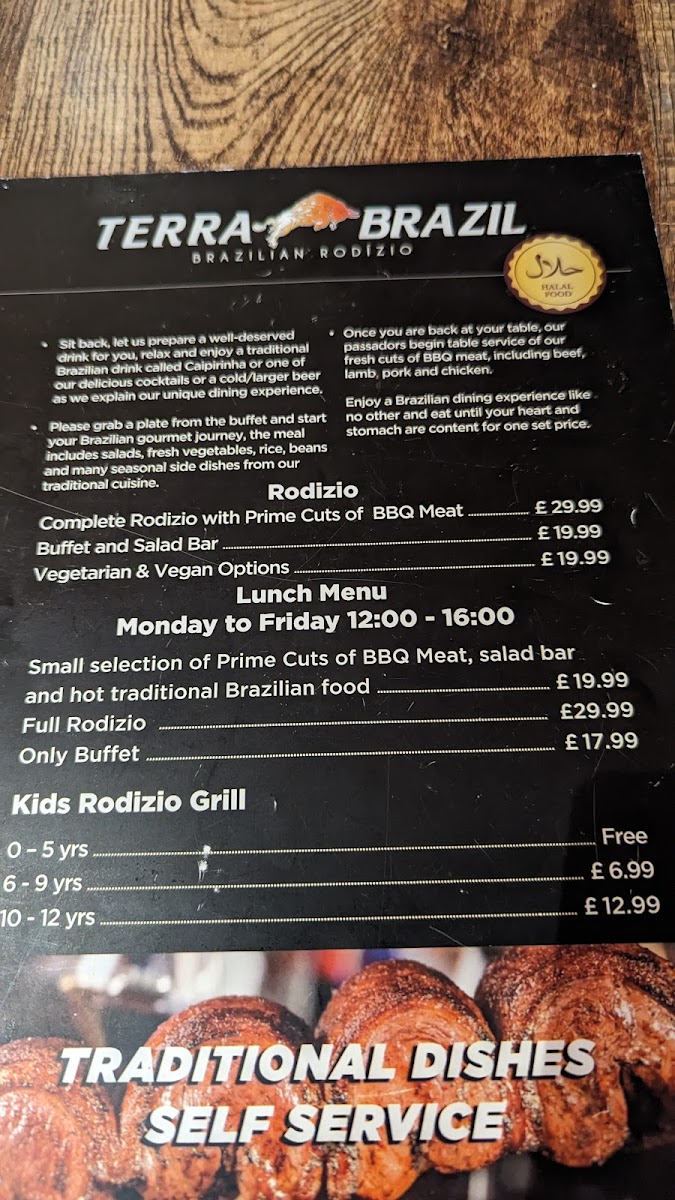 TERRA BRAZIL
BRAZILIAN RODÍZIO
حلال
HALAL
FOOD
• Sit back, let us prepare a well-deserved
drink for you, relax and enjoy a traditional
Brazilian drink called Caipirinha or one of
our delicious cocktails or a cold/larger beer
as we explain our unique dining experience.
• Please grab a plate from the buffet and start
your Brazilian gourmet journey, the meal
includes salads, fresh vegetables, rice, beans
and many seasonal side dishes from our
traditional cuisine.
• Once you are back at your table, our
passadors begin table service of our
fresh cuts of BBQ meat, including beef,
lamb, pork and chicken.
Enjoy a Brazilian dining experience like
no other and eat until your heart and
stomach are content for one set price.
Rodizio
Complete Rodizio with Prime Cuts of BBQ Meat £ 29.99
Buffet and Salad Bar £ 19.99
Vegetarian & Vegan Options £ 19.99
Lunch Menu
Monday to Friday 12:00 - 16:00
Small selection of Prime Cuts of BBQ Meat, salad bar
and hot traditional Brazilian food £ 19.99
Full Rodizio £29.99
Only Buffet £ 17.99
Kids Rodizio Grill
0 - 5 yrs Free
6 - 9 yrs £ 6.99
10 - 12 yrs £ 12.99
TRADITIONAL DISHES
SELF SERVICE